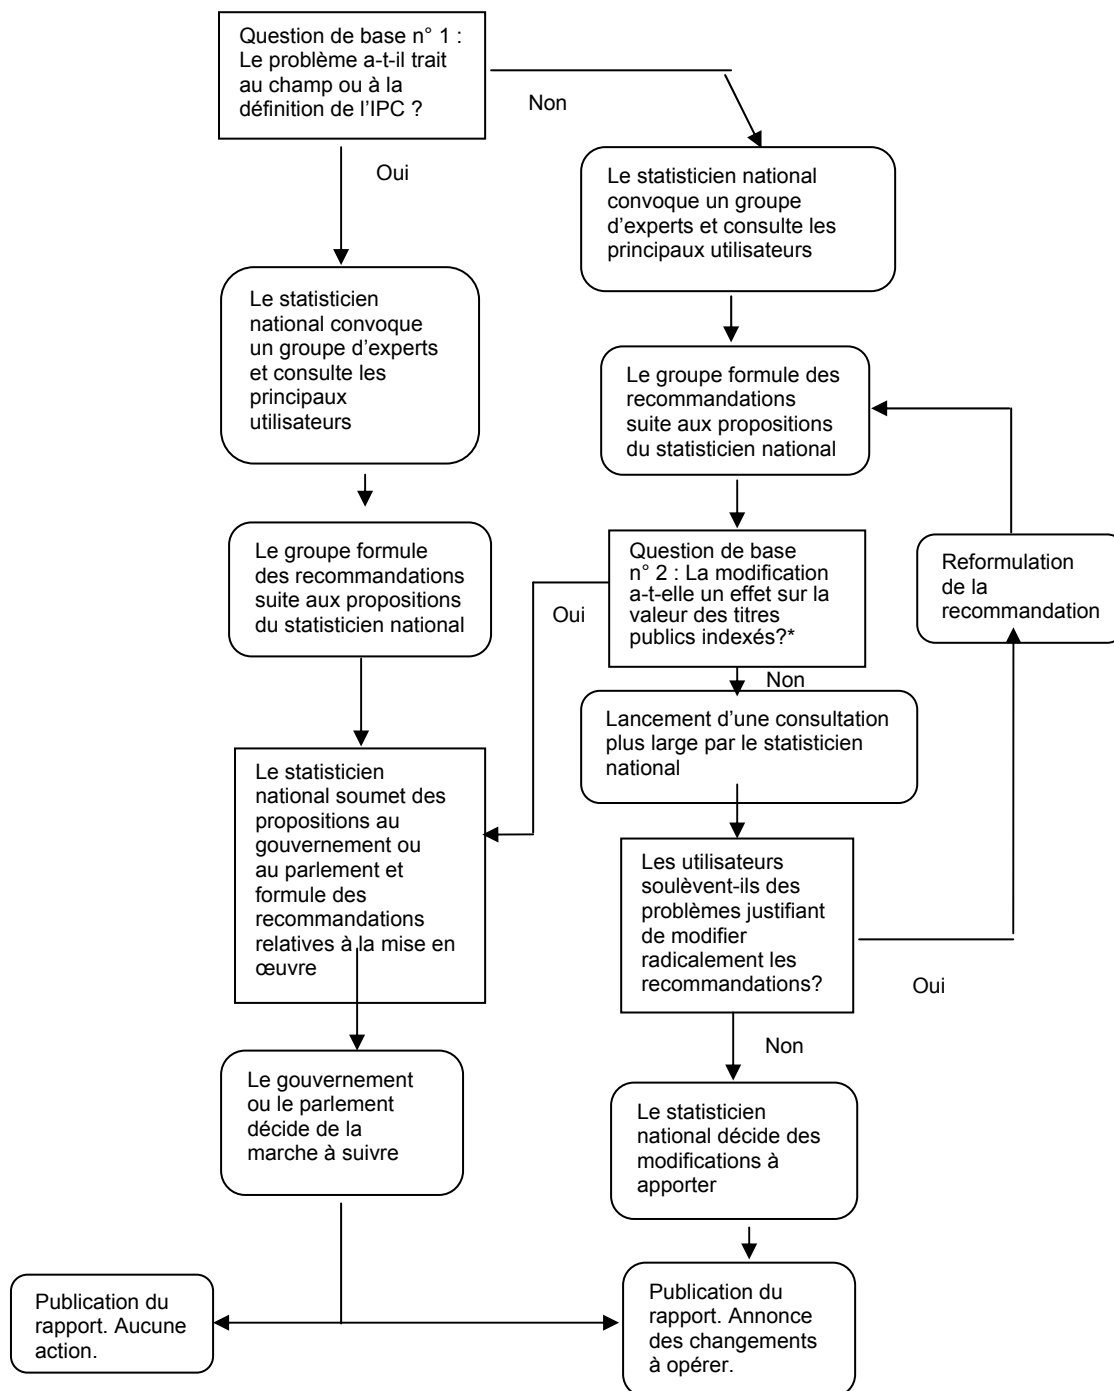 Question de base n° 1 :
Le problème a-t-il trait
au champ ou à la
définition de l'IPC ?
Non
Oui
Le statisticien national
convoque un groupe
d'experts et consulte les
principaux utilisateurs
Le statisticien
national convoque
un groupe d'experts
et consulte les
principaux
utilisateurs
Le groupe formule des
recommandations
suite aux propositions
du statisticien national
Le groupe formule
des recommandations
suite aux propositions
du statisticien national
Question de base
n° 2 : La modification
a-t-elle un effet sur la
valeur des titres
publics indexés?*
Oui
Non
Reformulation
de la
recommandation
Lancement d'une consultation
plus large par le statisticien
national
Le statisticien
national soumet des
propositions au
gouvernement ou
au parlement et
formule des
recommandations
relatives à la mise en
œuvre
Les utilisateurs
soulèvent-ils des
problèmes justifiant
de modifier
radicalement les
recommandations?
Oui
Non
Le gouvernement
ou le parlement
décide de la
marche à suivre
Le statisticien
national décide des
modifications à
apporter
Publication du
rapport. Aucune
action.
Publication du
rapport. Annonce
des changements
à opérer.